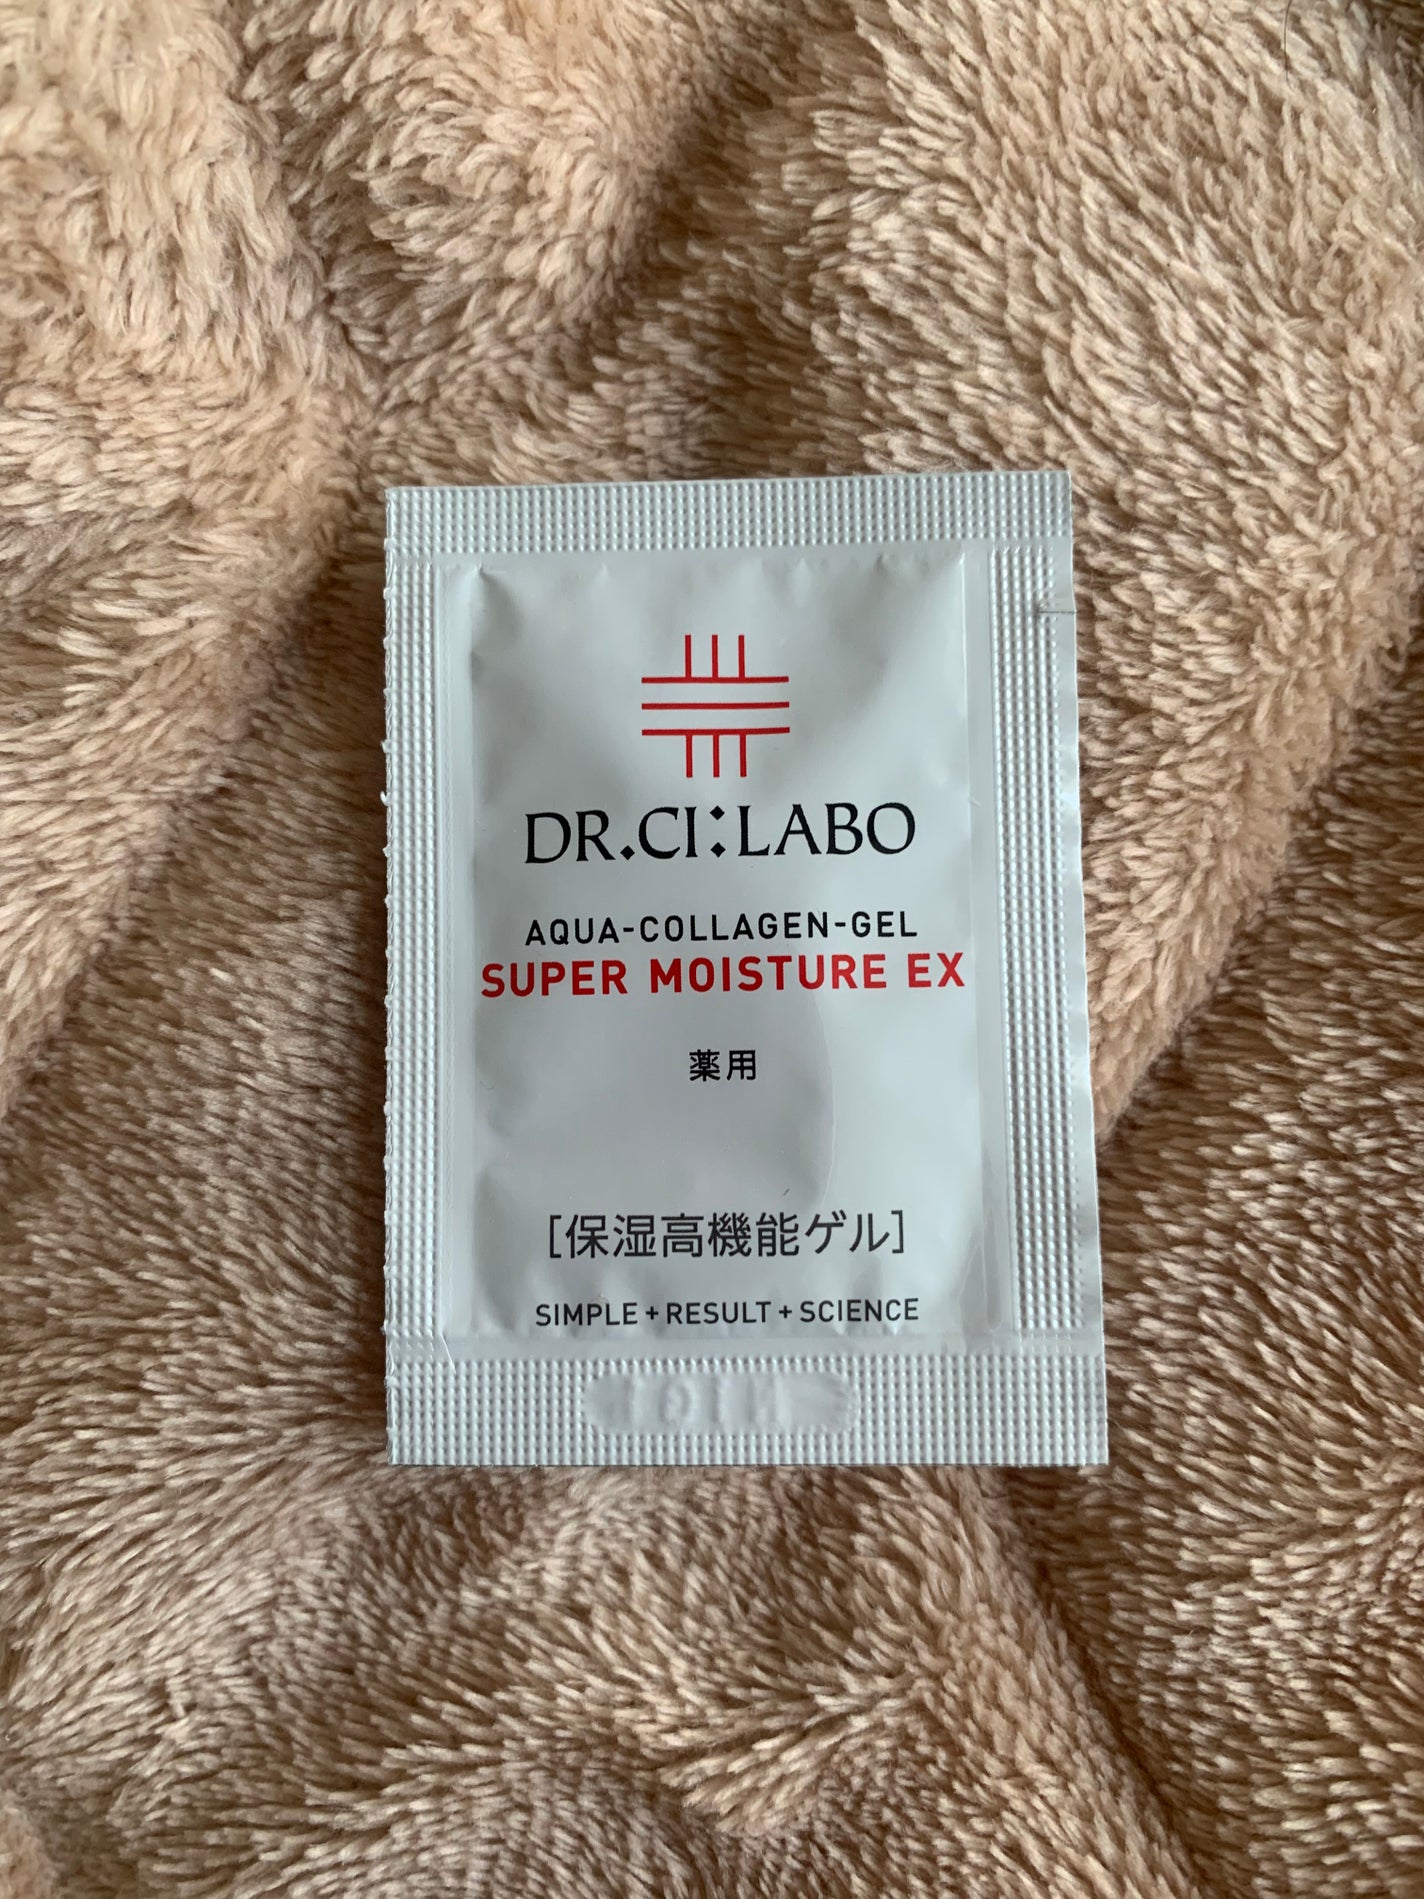 DR.CI:LABO
AQUA-COLLAGEN-GEL
SUPER MOISTURE EX
薬用
[保湿高機能ゲル]
SIMPLE+RESULT+SCIENCE